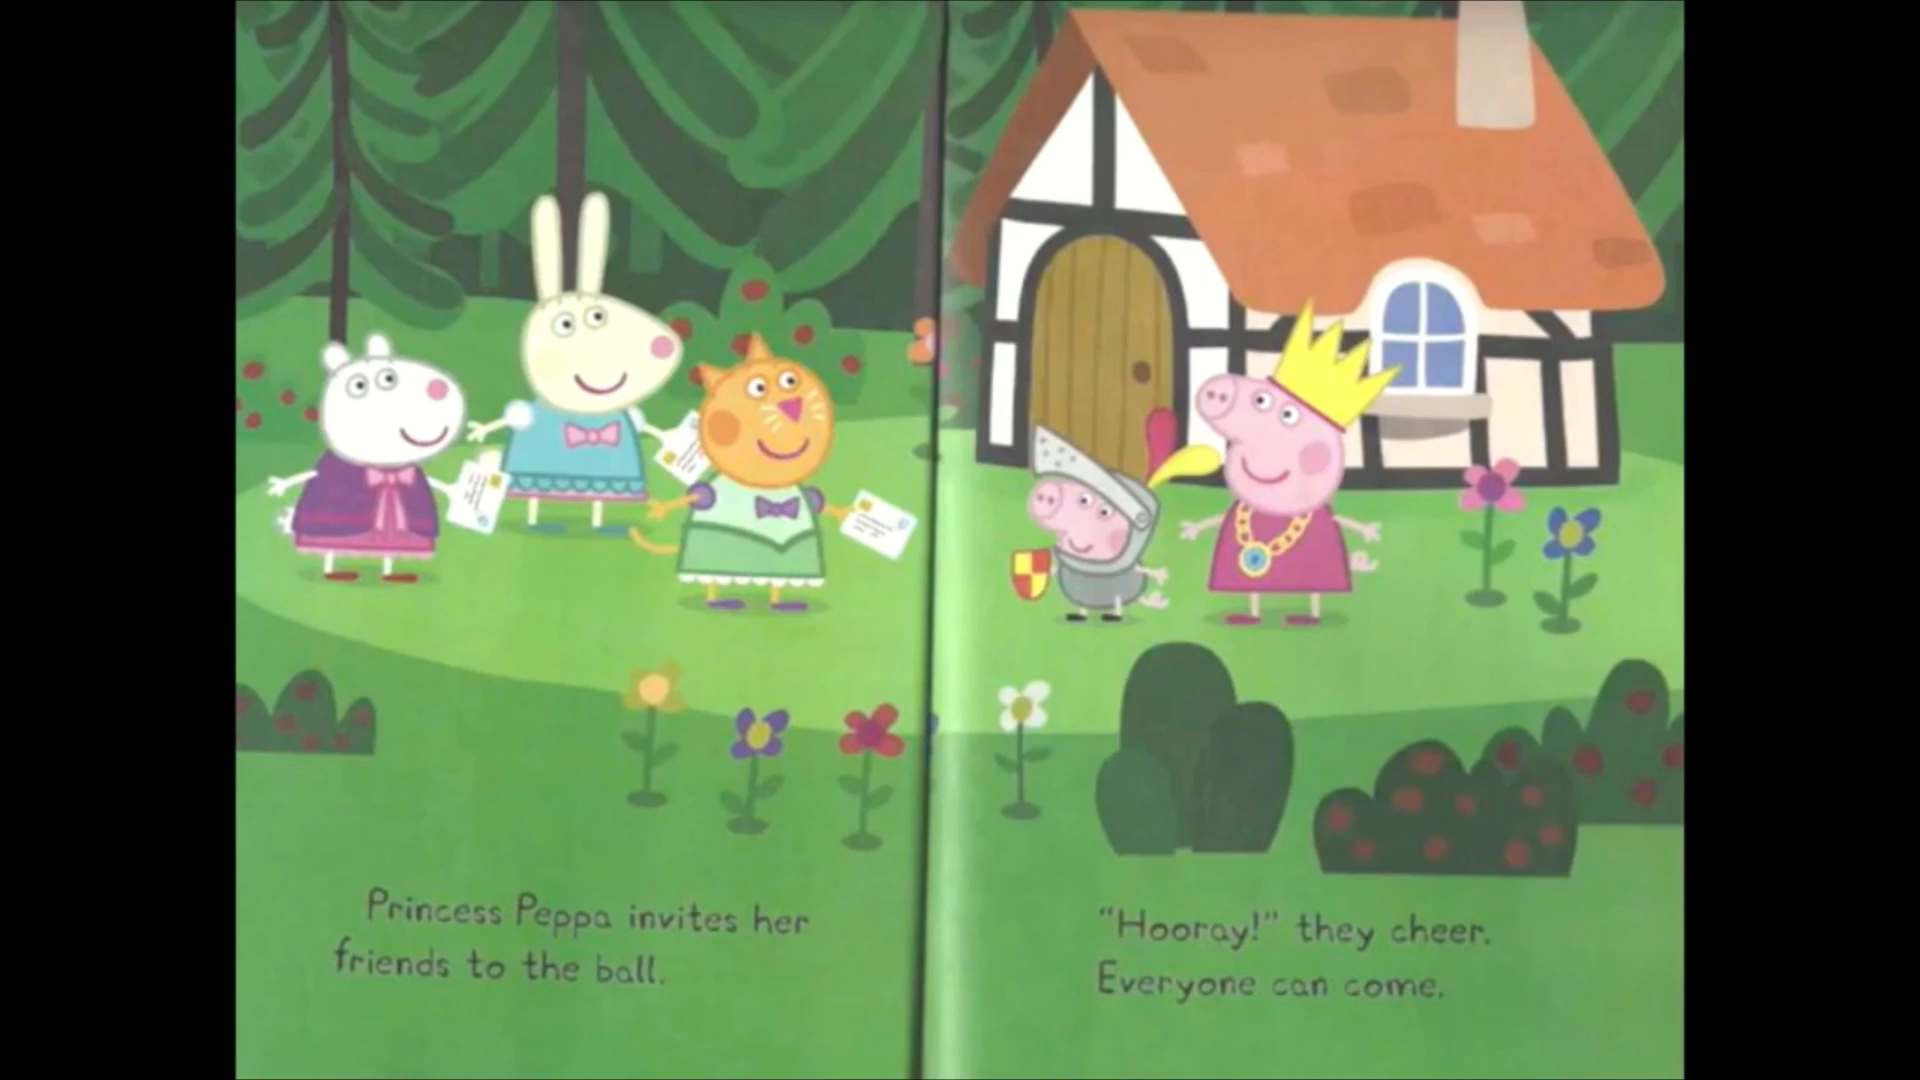 Princess Peppa invites her
friends to the ball.
"Hooray!" they cheer.
Everyone can come.